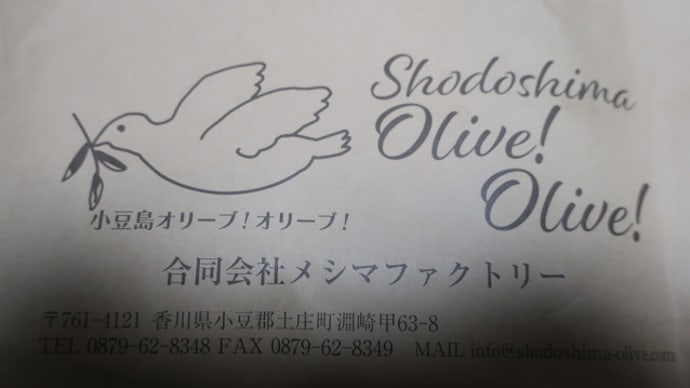 Shodoshima
Olive!
Olive!
小豆島オリーブ！オリーブ！
合同会社メシマファクトリー
〒761-4121 香川県小豆郡土庄町淵崎甲63-8
TEL 0879-62-8348 FAX 0879-62-8349 MAIL info@shodoshima-olive.com